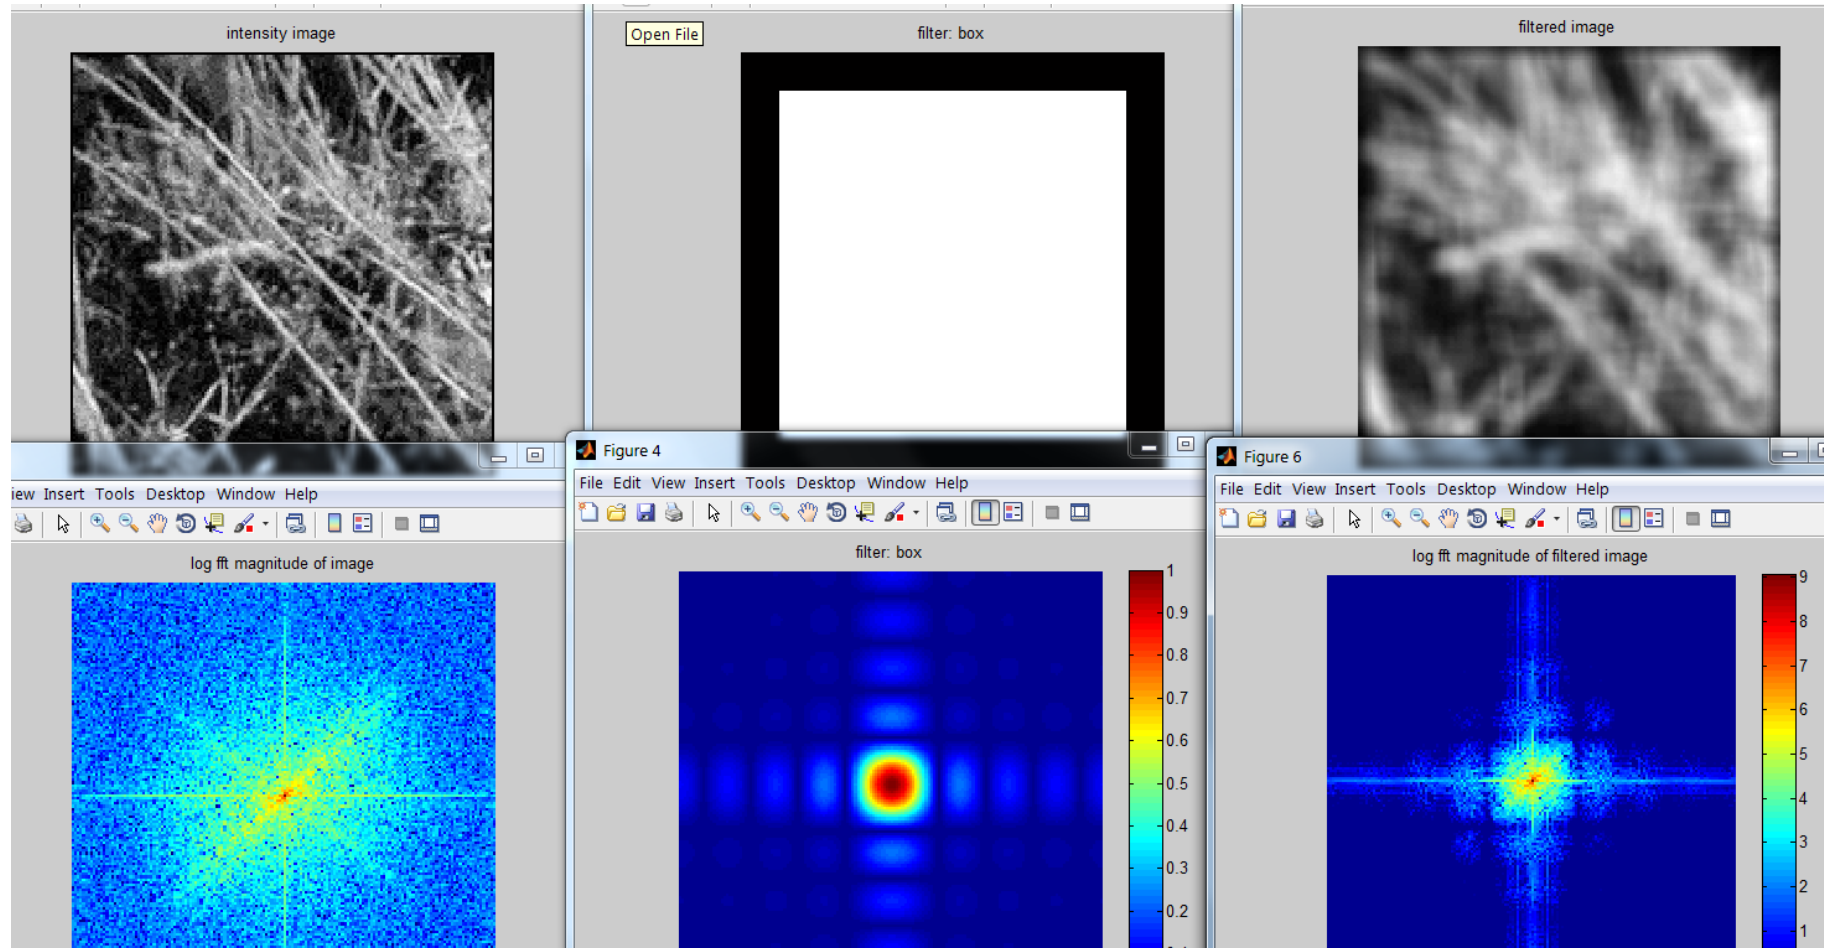 intensity image
Open File
filter: box
filtered image
Figure 4
Figure 6
iew Insert Tools Desktop Window Help
File Edit View Insert Tools Desktop Window Help
File Edit View Insert Tools Desktop Window Help
log fft magnitude of image
filter: box
log fft magnitude of filtered image
1
0.9
0.8
0.7
0.6
0.5
0.4
0.3
0.2
9
8
7
6
5
4
3
2
1